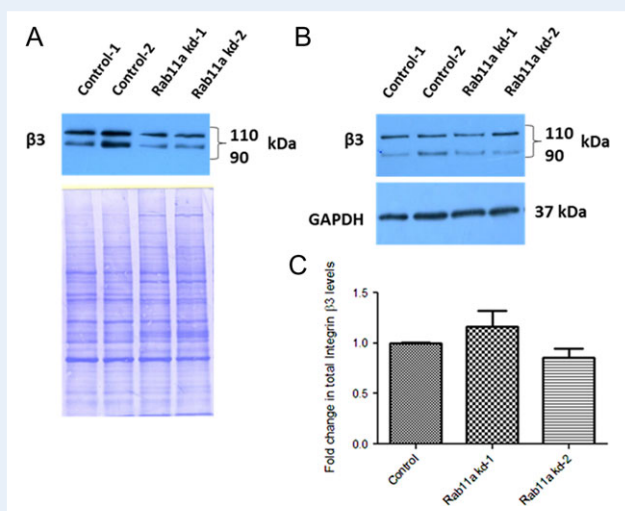 A
Control-1
Control-2
Rab11a kd-1
Rab11a kd-2
β3
110
90
kDa
B
Control-1
Control-2
Rab11a kd-1
Rab11a kd-2
β3
110
90
kDa
GAPDH
37 kDa
C
Fold change in total Integrin β3 levels
1.5
1.0
0.5
0.0
Control
Rab11a kd-1
Rab11a kd-2